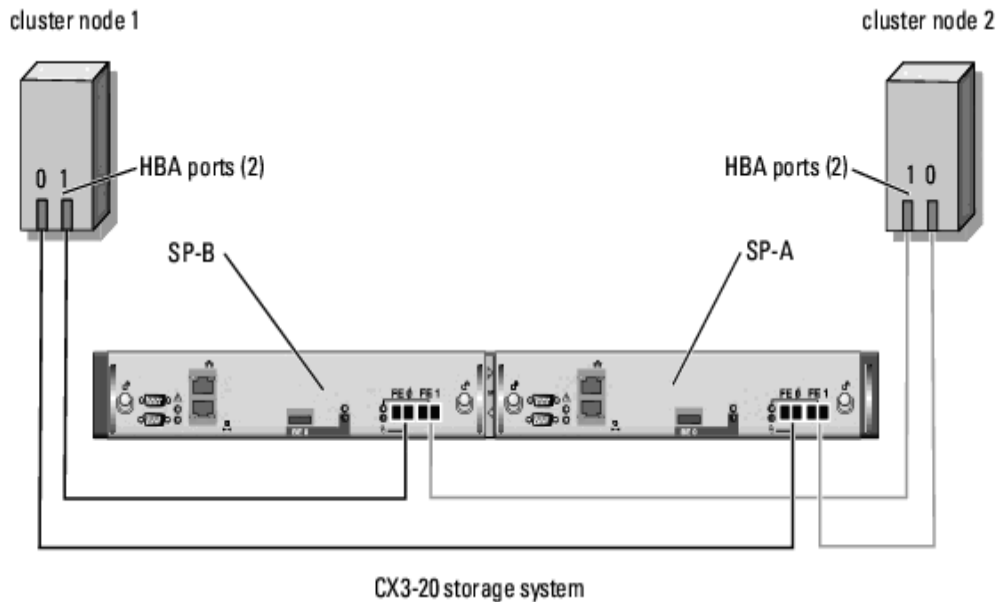 cluster node 1
cluster node 2
0 1
HBA ports (2)
HBA ports (2)
1 0
SP-B
SP-A
FE 0 FE 1
FE 0 FE 1
CX3-20 storage system